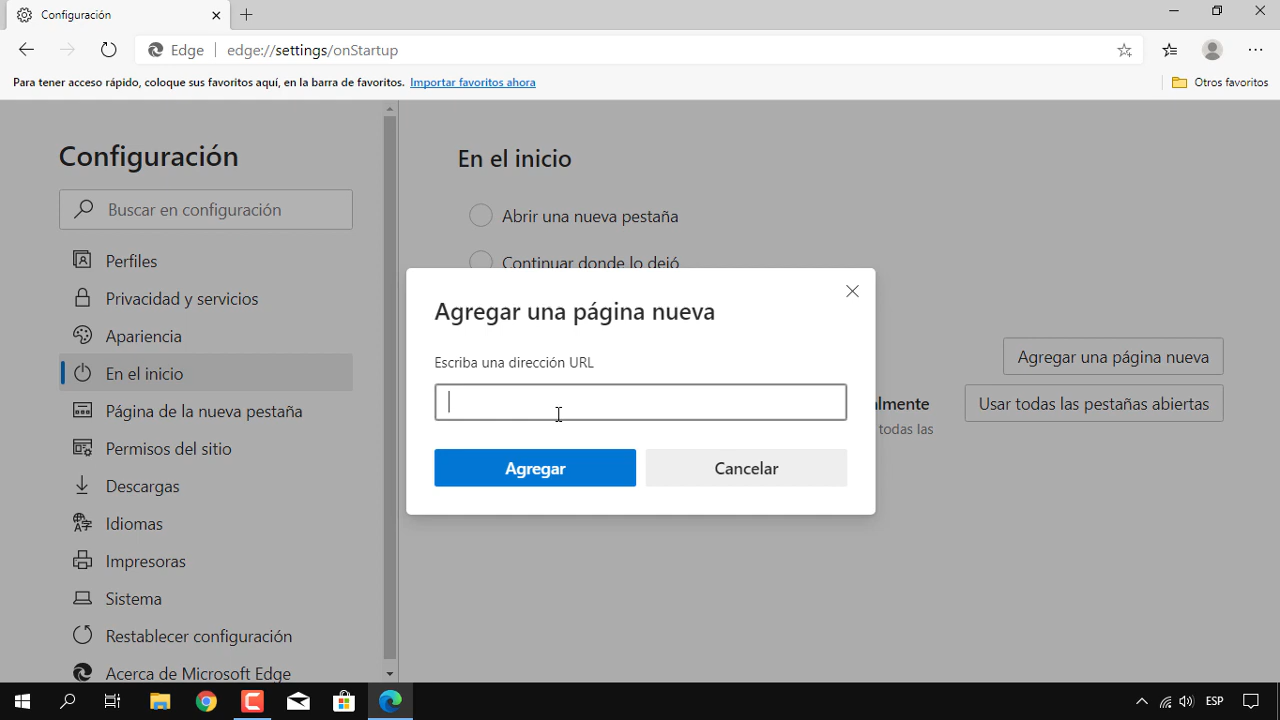 Configuración
Edge
edge://settings/onStartup
Para tener acceso rápido, coloque sus favoritos aquí, en la barra de favoritos. Importar favoritos ahora
Otros favoritos
Configuración
Buscar en configuración
Perfiles
Privacidad y servicios
Apariencia
En el inicio
Página de la nueva pestaña
Permisos del sitio
Descargas
Idiomas
Impresoras
Sistema
Restablecer configuración
Acerca de Microsoft Edge
En el inicio
Abrir una nueva pestaña
Continuar donde lo dejó
Agregar una página nueva
Usar todas las pestañas abiertas
todas las
Agregar una página nueva
Escriba una dirección URL
Agregar
Cancelar
ESP